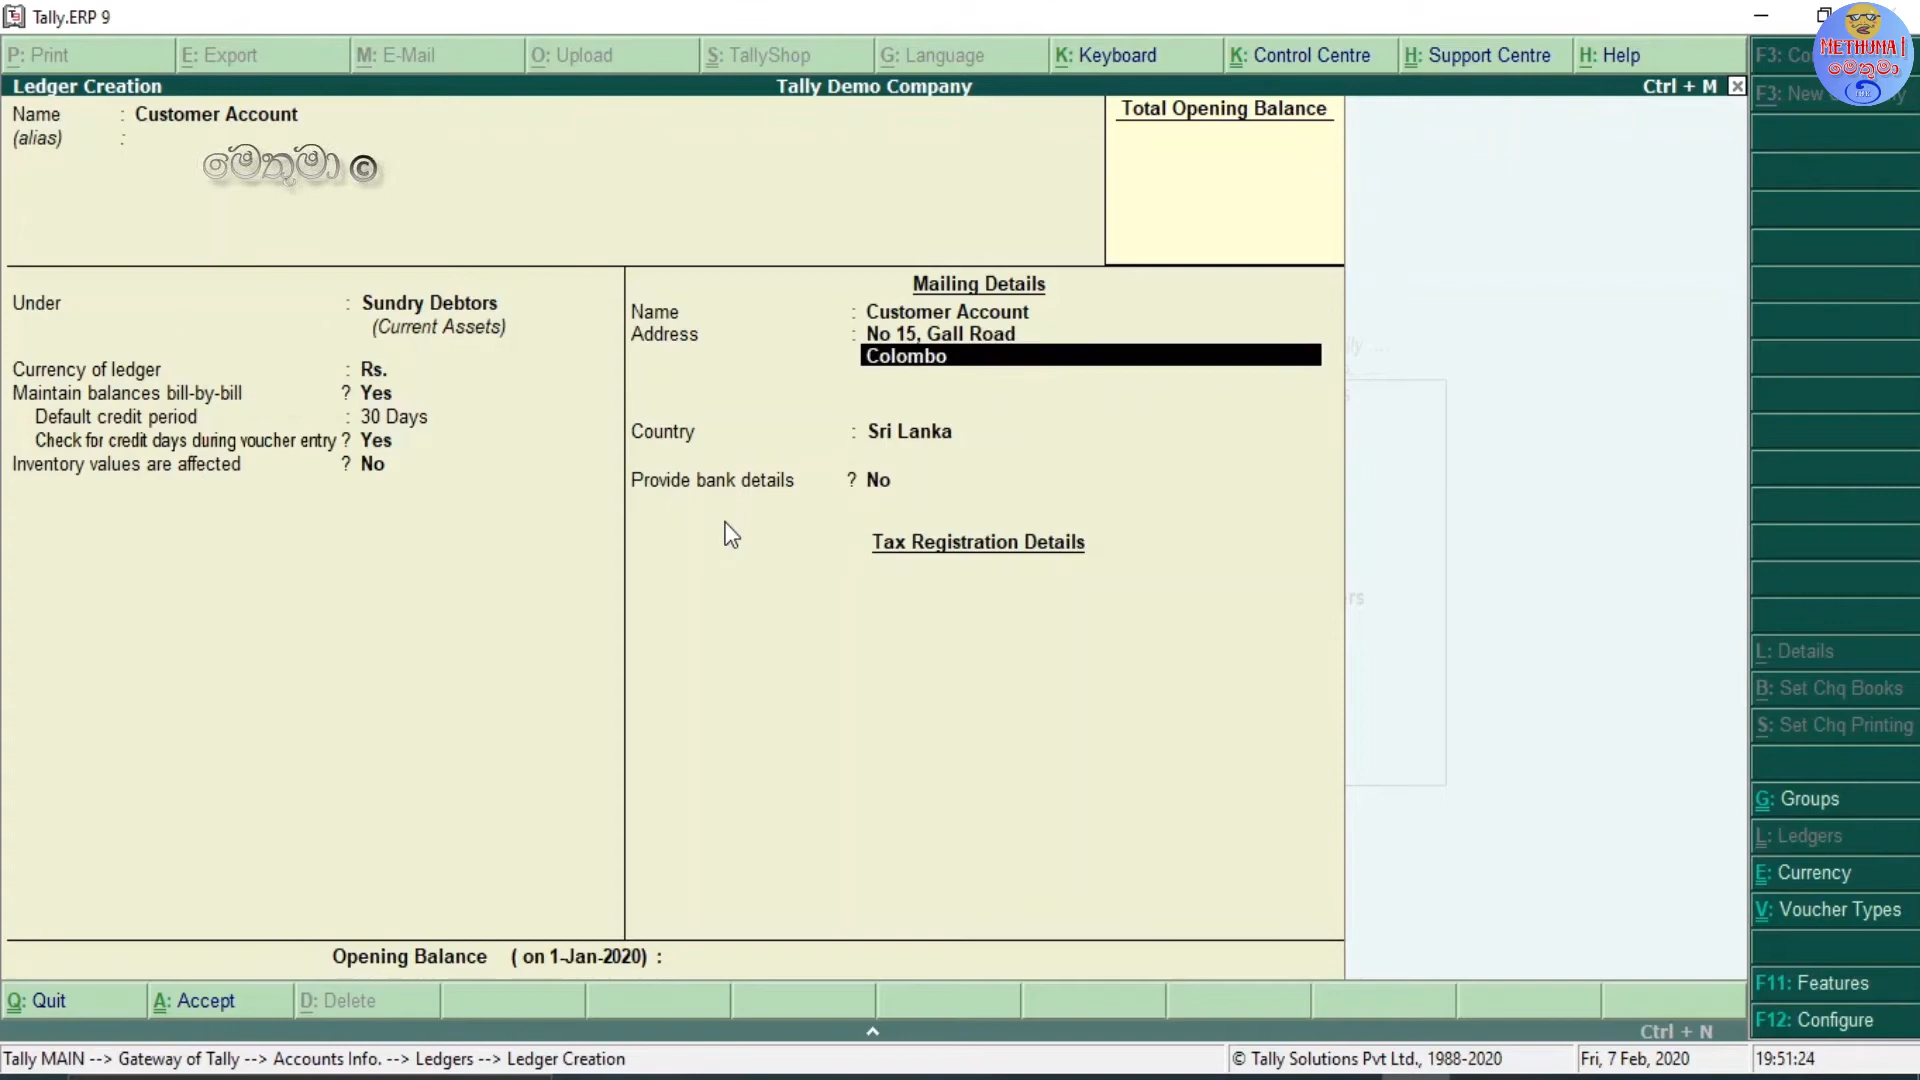 Tally.ERP 9
P: Print E: Export M: E-Mail O: Upload S: TallyShop G: Language K: Keyboard K: Control Centre H: Support Centre H: Help
METHUMA
මෙතුමා
Ledger Creation Tally Demo Company Ctrl + M
F3: New
Name : Customer Account
(alias) :
මෙතුමා ©
Total Opening Balance
Under : Sundry Debtors
(Current Assets)
Currency of ledger : Rs.
Maintain balances bill-by-bill ? Yes
Default credit period : 30 Days
Check for credit days during voucher entry ? Yes
Inventory values are affected ? No
Mailing Details
Name : Customer Account
Address : No 15, Gall Road
Colombo
Country : Sri Lanka
Provide bank details ? No
Tax Registration Details
L: Details
B: Set Chq Books
S: Set Chq Printing
G: Groups
L: Ledgers
E: Currency
V: Voucher Types
F11: Features
F12: Configure
Opening Balance ( on 1-Jan-2020) :
Q: Quit A: Accept D: Delete
Ctrl + N
Tally MAIN --> Gateway of Tally --> Accounts Info. --> Ledgers --> Ledger Creation © Tally Solutions Pvt Ltd., 1988-2020 Fri, 7 Feb, 2020 19:51:24